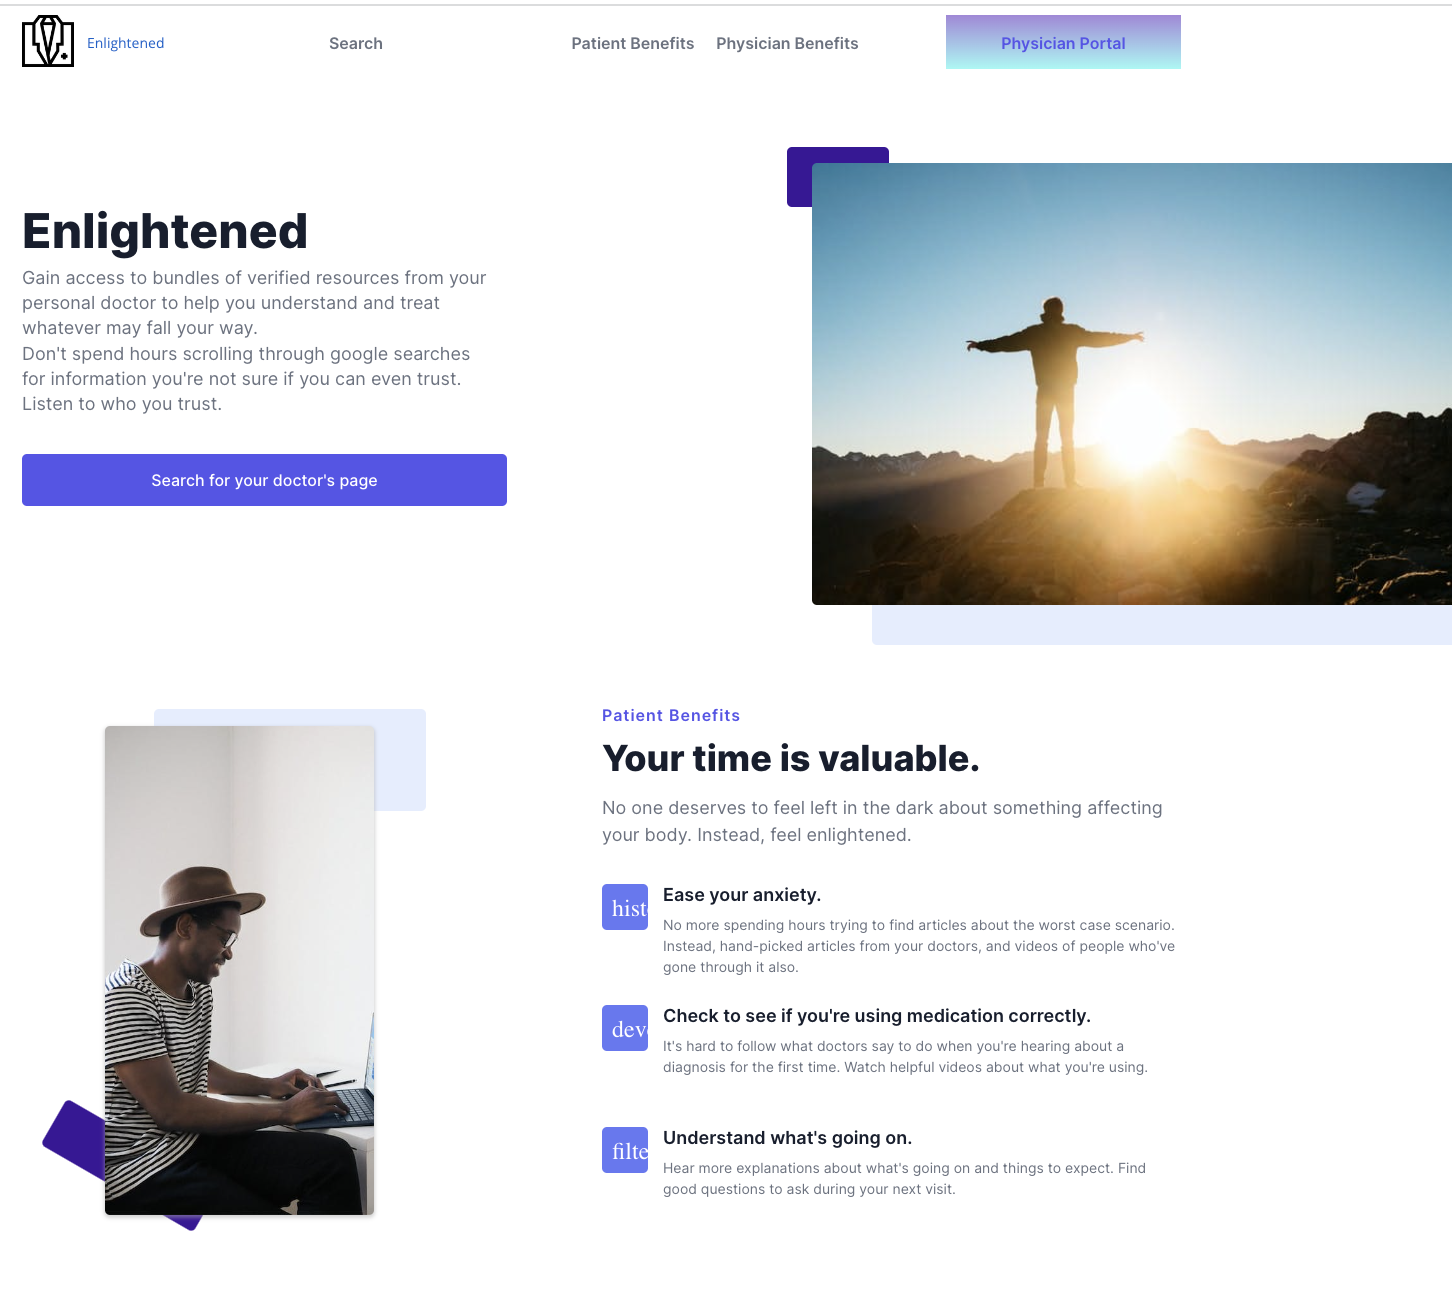 Enlightened
Search
Patient Benefits
Physician Benefits
Physician Portal
Enlightened
Gain access to bundles of verified resources from your
personal doctor to help you understand and treat
whatever may fall your way.
Don't spend hours scrolling through google searches
for information you're not sure if you can even trust.
Listen to who you trust.
Search for your doctor's page
Patient Benefits
Your time is valuable.
No one deserves to feel left in the dark about something affecting
your body. Instead, feel enlightened.
hist
Ease your anxiety.
No more spending hours trying to find articles about the worst case scenario.
Instead, hand-picked articles from your doctors, and videos of people who've
gone through it also.
dev
Check to see if you're using medication correctly.
It's hard to follow what doctors say to do when you're hearing about a
diagnosis for the first time. Watch helpful videos about what you're using.
filte
Understand what's going on.
Hear more explanations about what's going on and things to expect. Find
good questions to ask during your next visit.